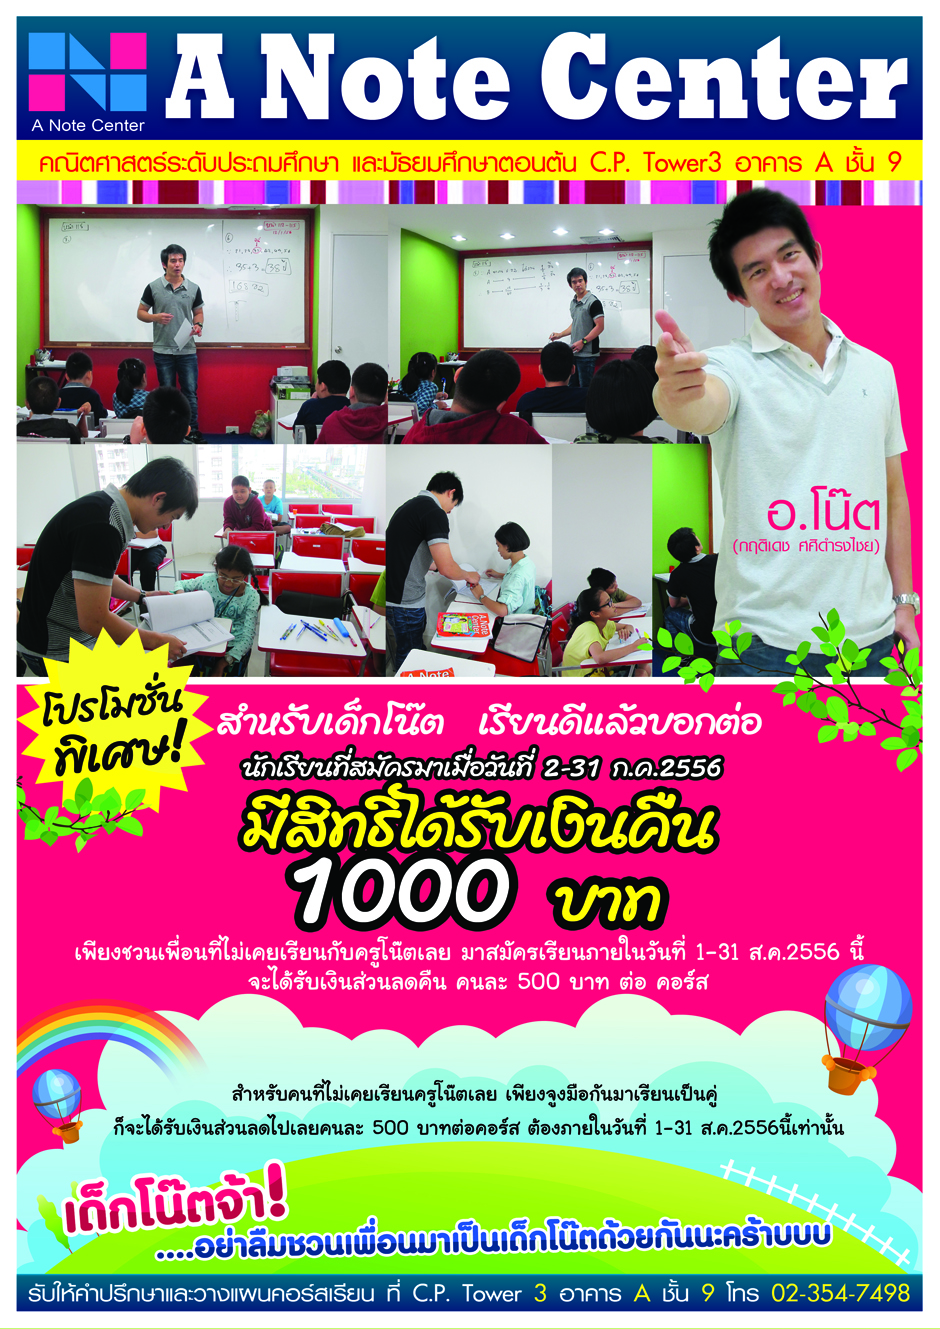 A Note Center
A Note Center
คณิตศาสตร์ระดับประถมศึกษา และมัธยมศึกษาตอนต้น C.P. Tower3 อาคาร A ชั้น 9
อ.โน๊ต
(กฤติเดช ศศิดำรงไชย)
โปรโมชั่น
พิเศษ!
สำหรับเด็กโน๊ต เรียนดีแล้วบอกต่อ
นักเรียนที่สมัครมาเมื่อวันที่ 2-31 ก.ค.2556
มีสิทธิ์ได้รับเงินคืน
1000 บาท
เพียงชวนเพื่อนที่ไม่เคยเรียนกับครูโน๊ตเลย มาสมัครเรียนภายในวันที่ 1-31 ส.ค.2556 นี้
จะได้รับเงินส่วนลดคืน คนละ 500 บาท ต่อ คอร์ส
สำหรับคนที่ไม่เคยเรียนครูโน๊ตเลย เพียงจูงมือกันมาเรียนเป็นคู่
ก็จะได้รับเงินส่วนลดไปเลยคนละ 500 บาทต่อคอร์ส ต้องภายในวันที่ 1-31 ส.ค.2556นี้เท่านั้น
เด็กโน๊ตจ้า!
....อย่าลืมชวนเพื่อนมาเป็นเด็กโน๊ตด้วยกันนะคร้าบบบ
รับให้คำปรึกษาและวางแผนคอร์สเรียน ที่ C.P. Tower 3 อาคาร A ชั้น 9 โทร 02-354-7498